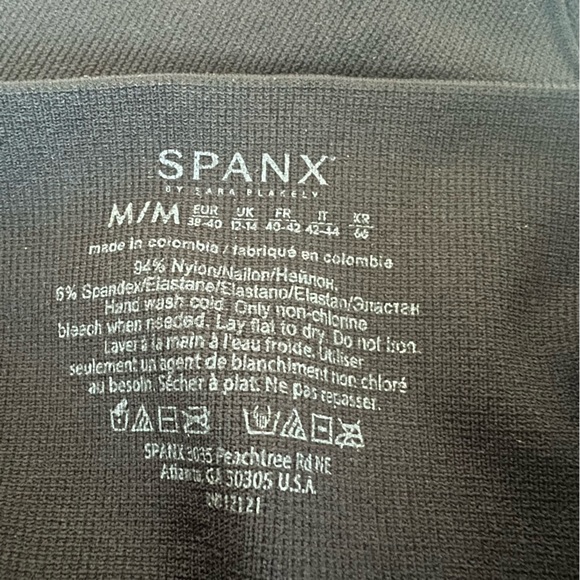 SPANX
BY SARA BLAKELY
M/M EUR 38-40 UK 12-14 FR 40-42 IT 42-44 KR 66
made in colombia / fabriqué en colombie
94% Nylon/Nailon/Нейлон.
6% Spandex/Elastane/Elastano/Elastan/Эластан
Hand wash cold. Only non-chlorine
bleach when needed. Lay flat to dry. Do not iron.
Laver à la main à l'eau froide. Utiliser
seulement un agent de blanchiment non chloré
au besoin. Sécher à plat. Ne pas repasser.
SPANX 3035 Peachtree Rd NE
Atlanta, GA 30305 U.S.A.